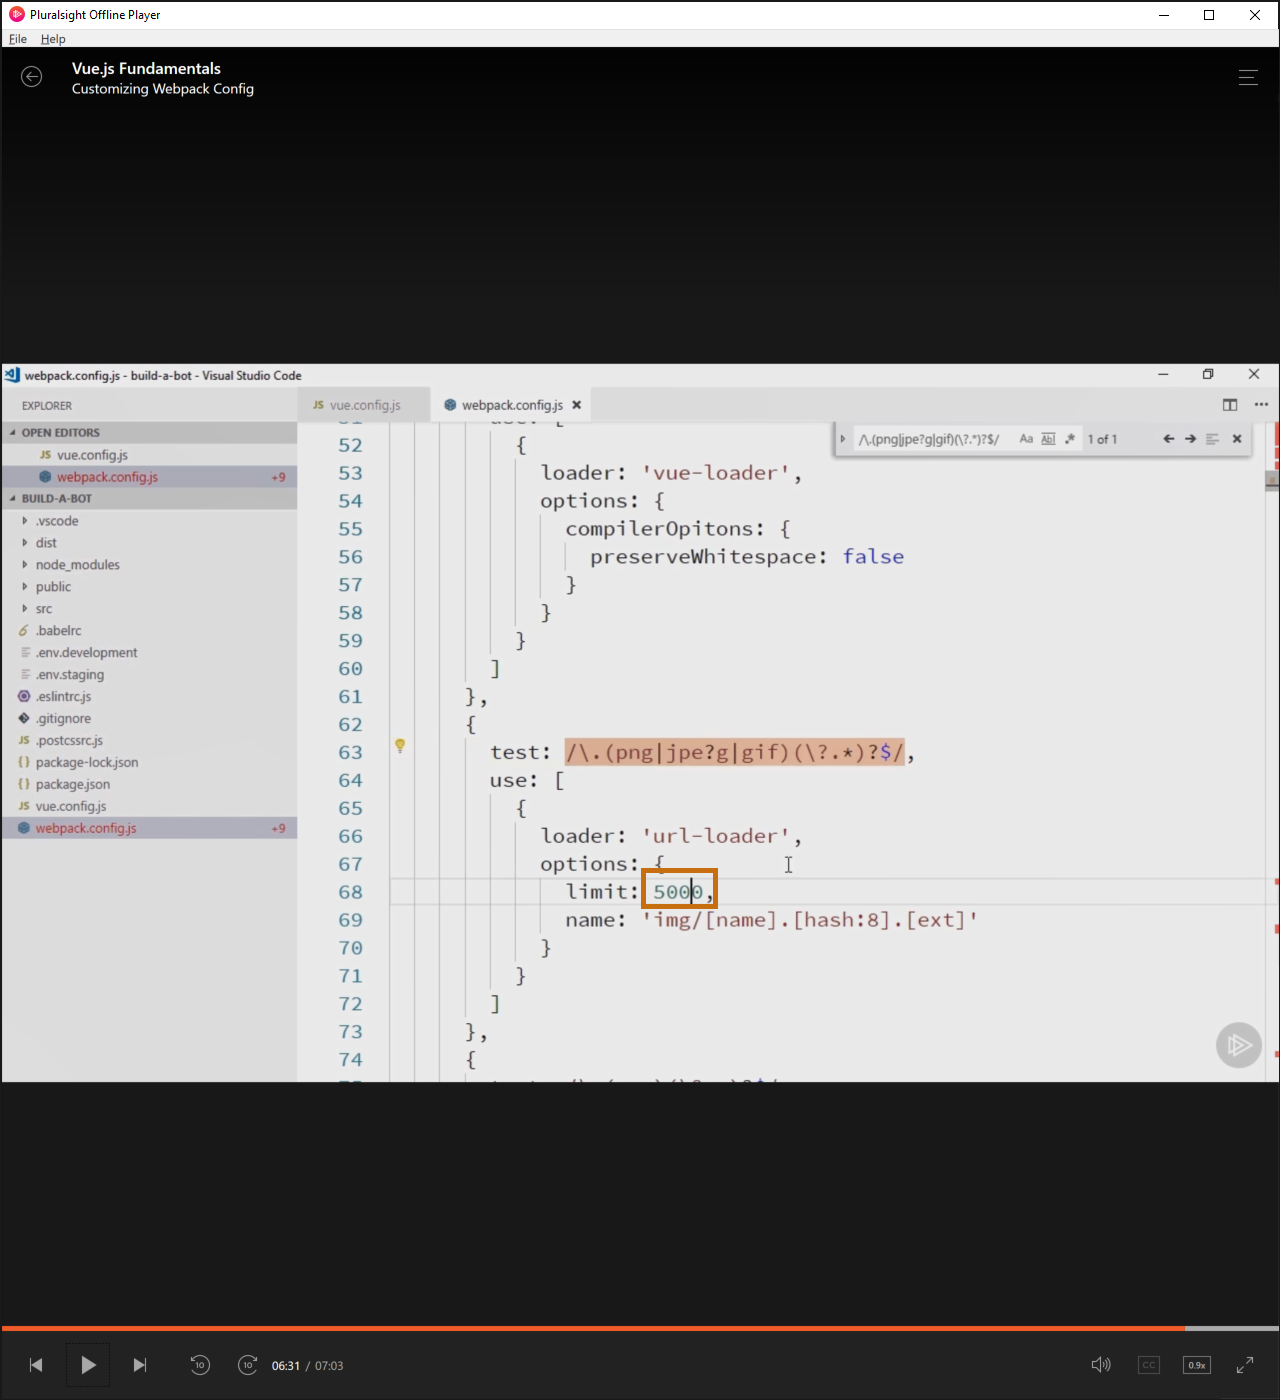 Pluralsight Offline Player
File Help
Vue.js Fundamentals
Customizing Webpack Config
webpack.config.js - build-a-bot - Visual Studio Code
EXPLORER
OPEN EDITORS
JS vue.config.js
webpack.config.js +9
BUILD-A-BOT
.vscode
dist
node_modules
public
src
.babelrc
.env.development
.env.staging
.eslintrc.js
.gitignore
JS .postcssrc.js
{} package-lock.json
{} package.json
JS vue.config.js
webpack.config.js +9
JS vue.config.js
webpack.config.js
/\.(png|jpe?g|gif)(\?.*)?$/ Aa Abl .* 1 of 1
52 {
53 loader: 'vue-loader',
54 options: {
55 compilerOpitons: {
56 preserveWhitespace: false
57 }
58 }
59 }
60 ]
61 },
62 {
63 test: /\.(png|jpe?g|gif)(\?.*)?$/,
64 use: [
65 {
66 loader: 'url-loader',
67 options: {
68 limit: 5000,
69 name: 'img/[name].[hash:8].[ext]'
70 }
71 }
72 ]
73 },
74 {
10 10 06:31 / 07:03 CC 0.9x